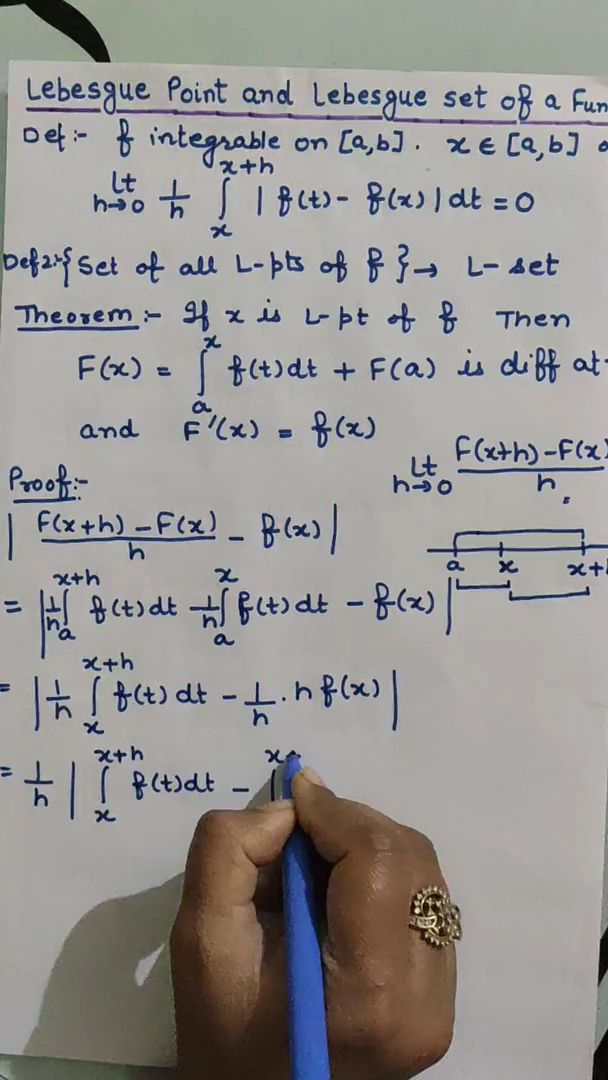 Lebesgue Point and Lebesgue set of a Fun
Def:- f integrable on [a,b]. x ∈ [a,b]
Lt h→0 1/h ∫_x^{x+h} | f(t) - f(x) | dt = 0
Def2:- {Set of all L-pts of f} → L-set
Theorem:- If x is L-pt of f Then
F(x) = ∫_a^x f(t)dt + F(a) is diff at
and F'(x) = f(x)
Lt h→0 F(x+h)-F(x)/h
Proof:-
| F(x+h) - F(x)/h - f(x) |
a x x+h
= | 1/h ∫_a^{x+h} f(t)dt - 1/h ∫_a^x f(t)dt - f(x) |
= | 1/h ∫_x^{x+h} f(t)dt - 1/h . h f(x) |
= 1/h | ∫_x^{x+h} f(t)dt - ∫ x